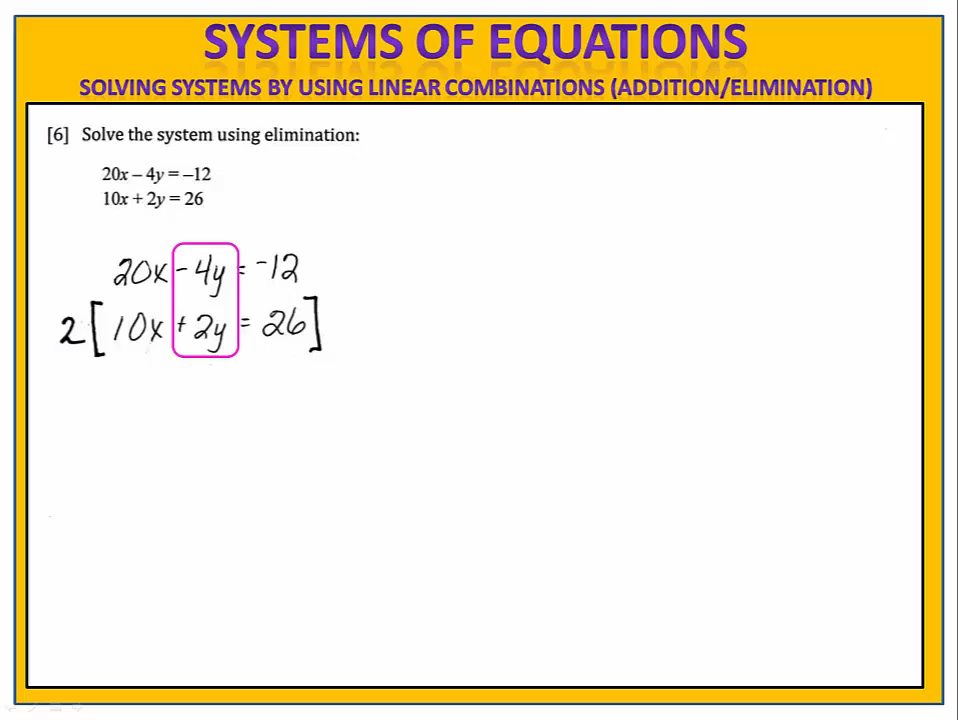 SYSTEMS OF EQUATIONS
SOLVING SYSTEMS BY USING LINEAR COMBINATIONS (ADDITION/ELIMINATION)
[6] Solve the system using elimination:
20x – 4y = –12
10x + 2y = 26
20x - 4y = -12
2 [10x + 2y = 26]